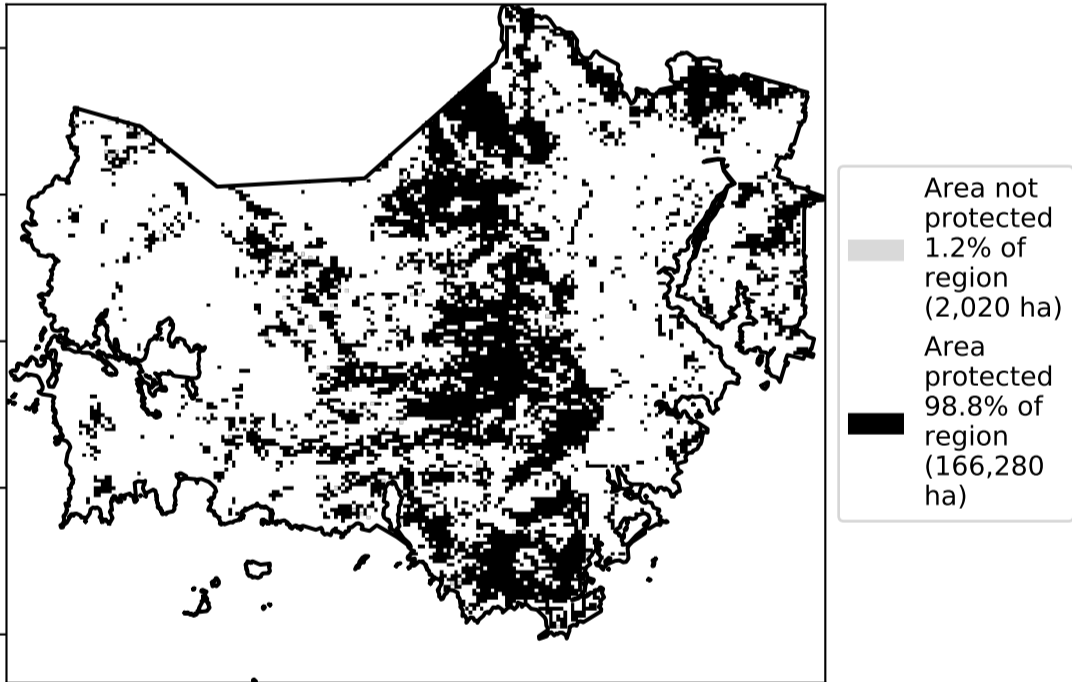 Area not
protected
1.2% of
region
(2,020 ha)
Area
protected
98.8% of
region
(166,280
ha)